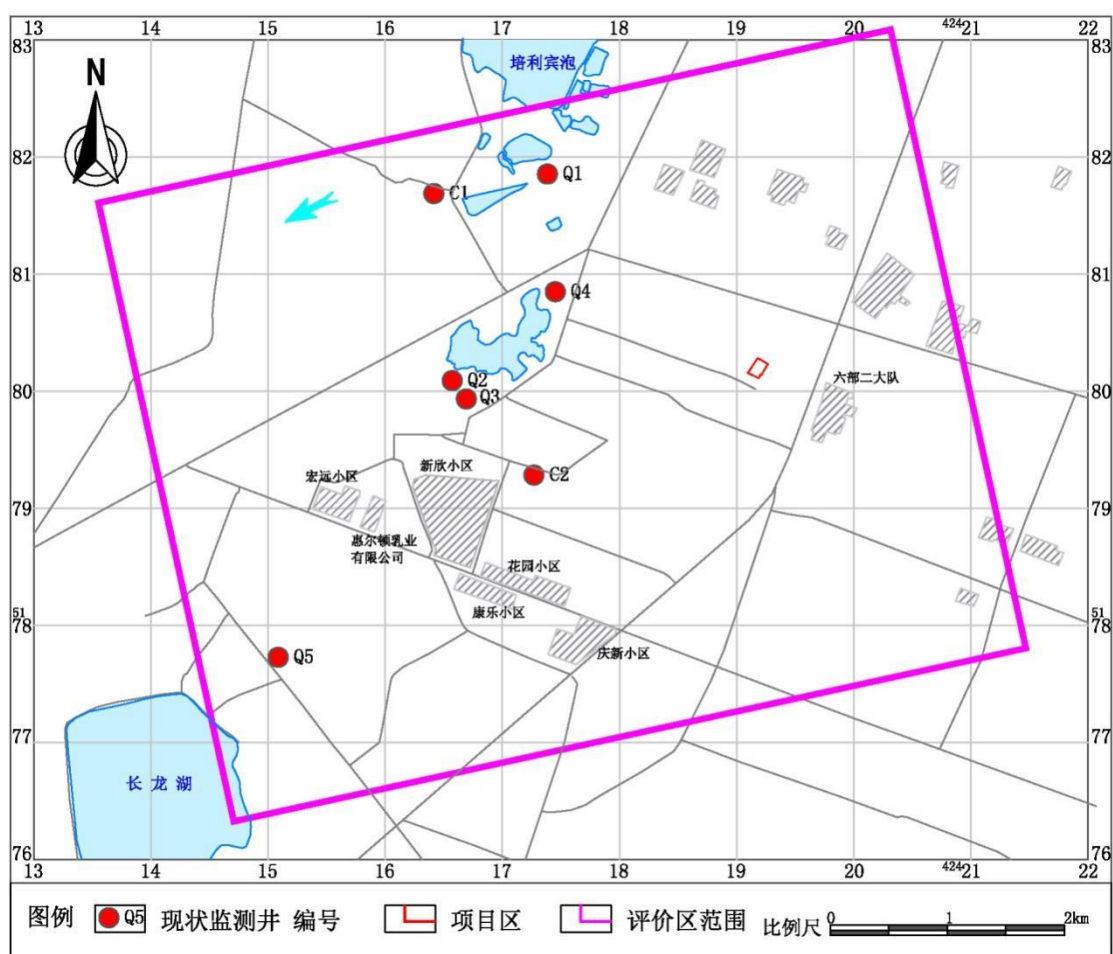 13 14 15 16 17 18 19 20 42421 22
83 83
培利宾泡
N
82 82
Q1
C1
81 81
Q4
80 80
Q2
六部二大队
Q3
新欣小区
C2
宏远小区
79 79
惠尔顿乳业
有限公司
花园小区
康乐小区
51 51
78 78
庆新小区
Q5
77 77
长龙湖
76 76
13 14 15 16 17 18 19 20 42421 22
图例 Q5 现状监测井 编号 项目区 评价区范围 比例尺 0 1 2km